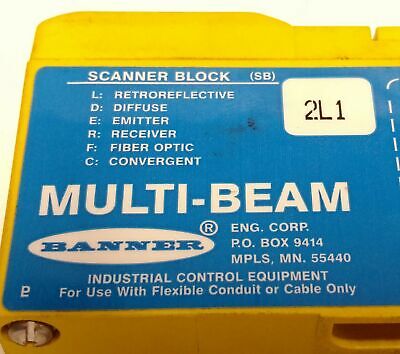 SCANNER BLOCK (SB)
L: RETROREFLECTIVE
D: DIFFUSE
E: EMITTER
R: RECEIVER
F: FIBER OPTIC
C: CONVERGENT
2L1
MULTI-BEAM
BANNER ® ENG. CORP.
P.O. BOX 9414
MPLS, MN. 55440
INDUSTRIAL CONTROL EQUIPMENT
For Use With Flexible Conduit or Cable Only